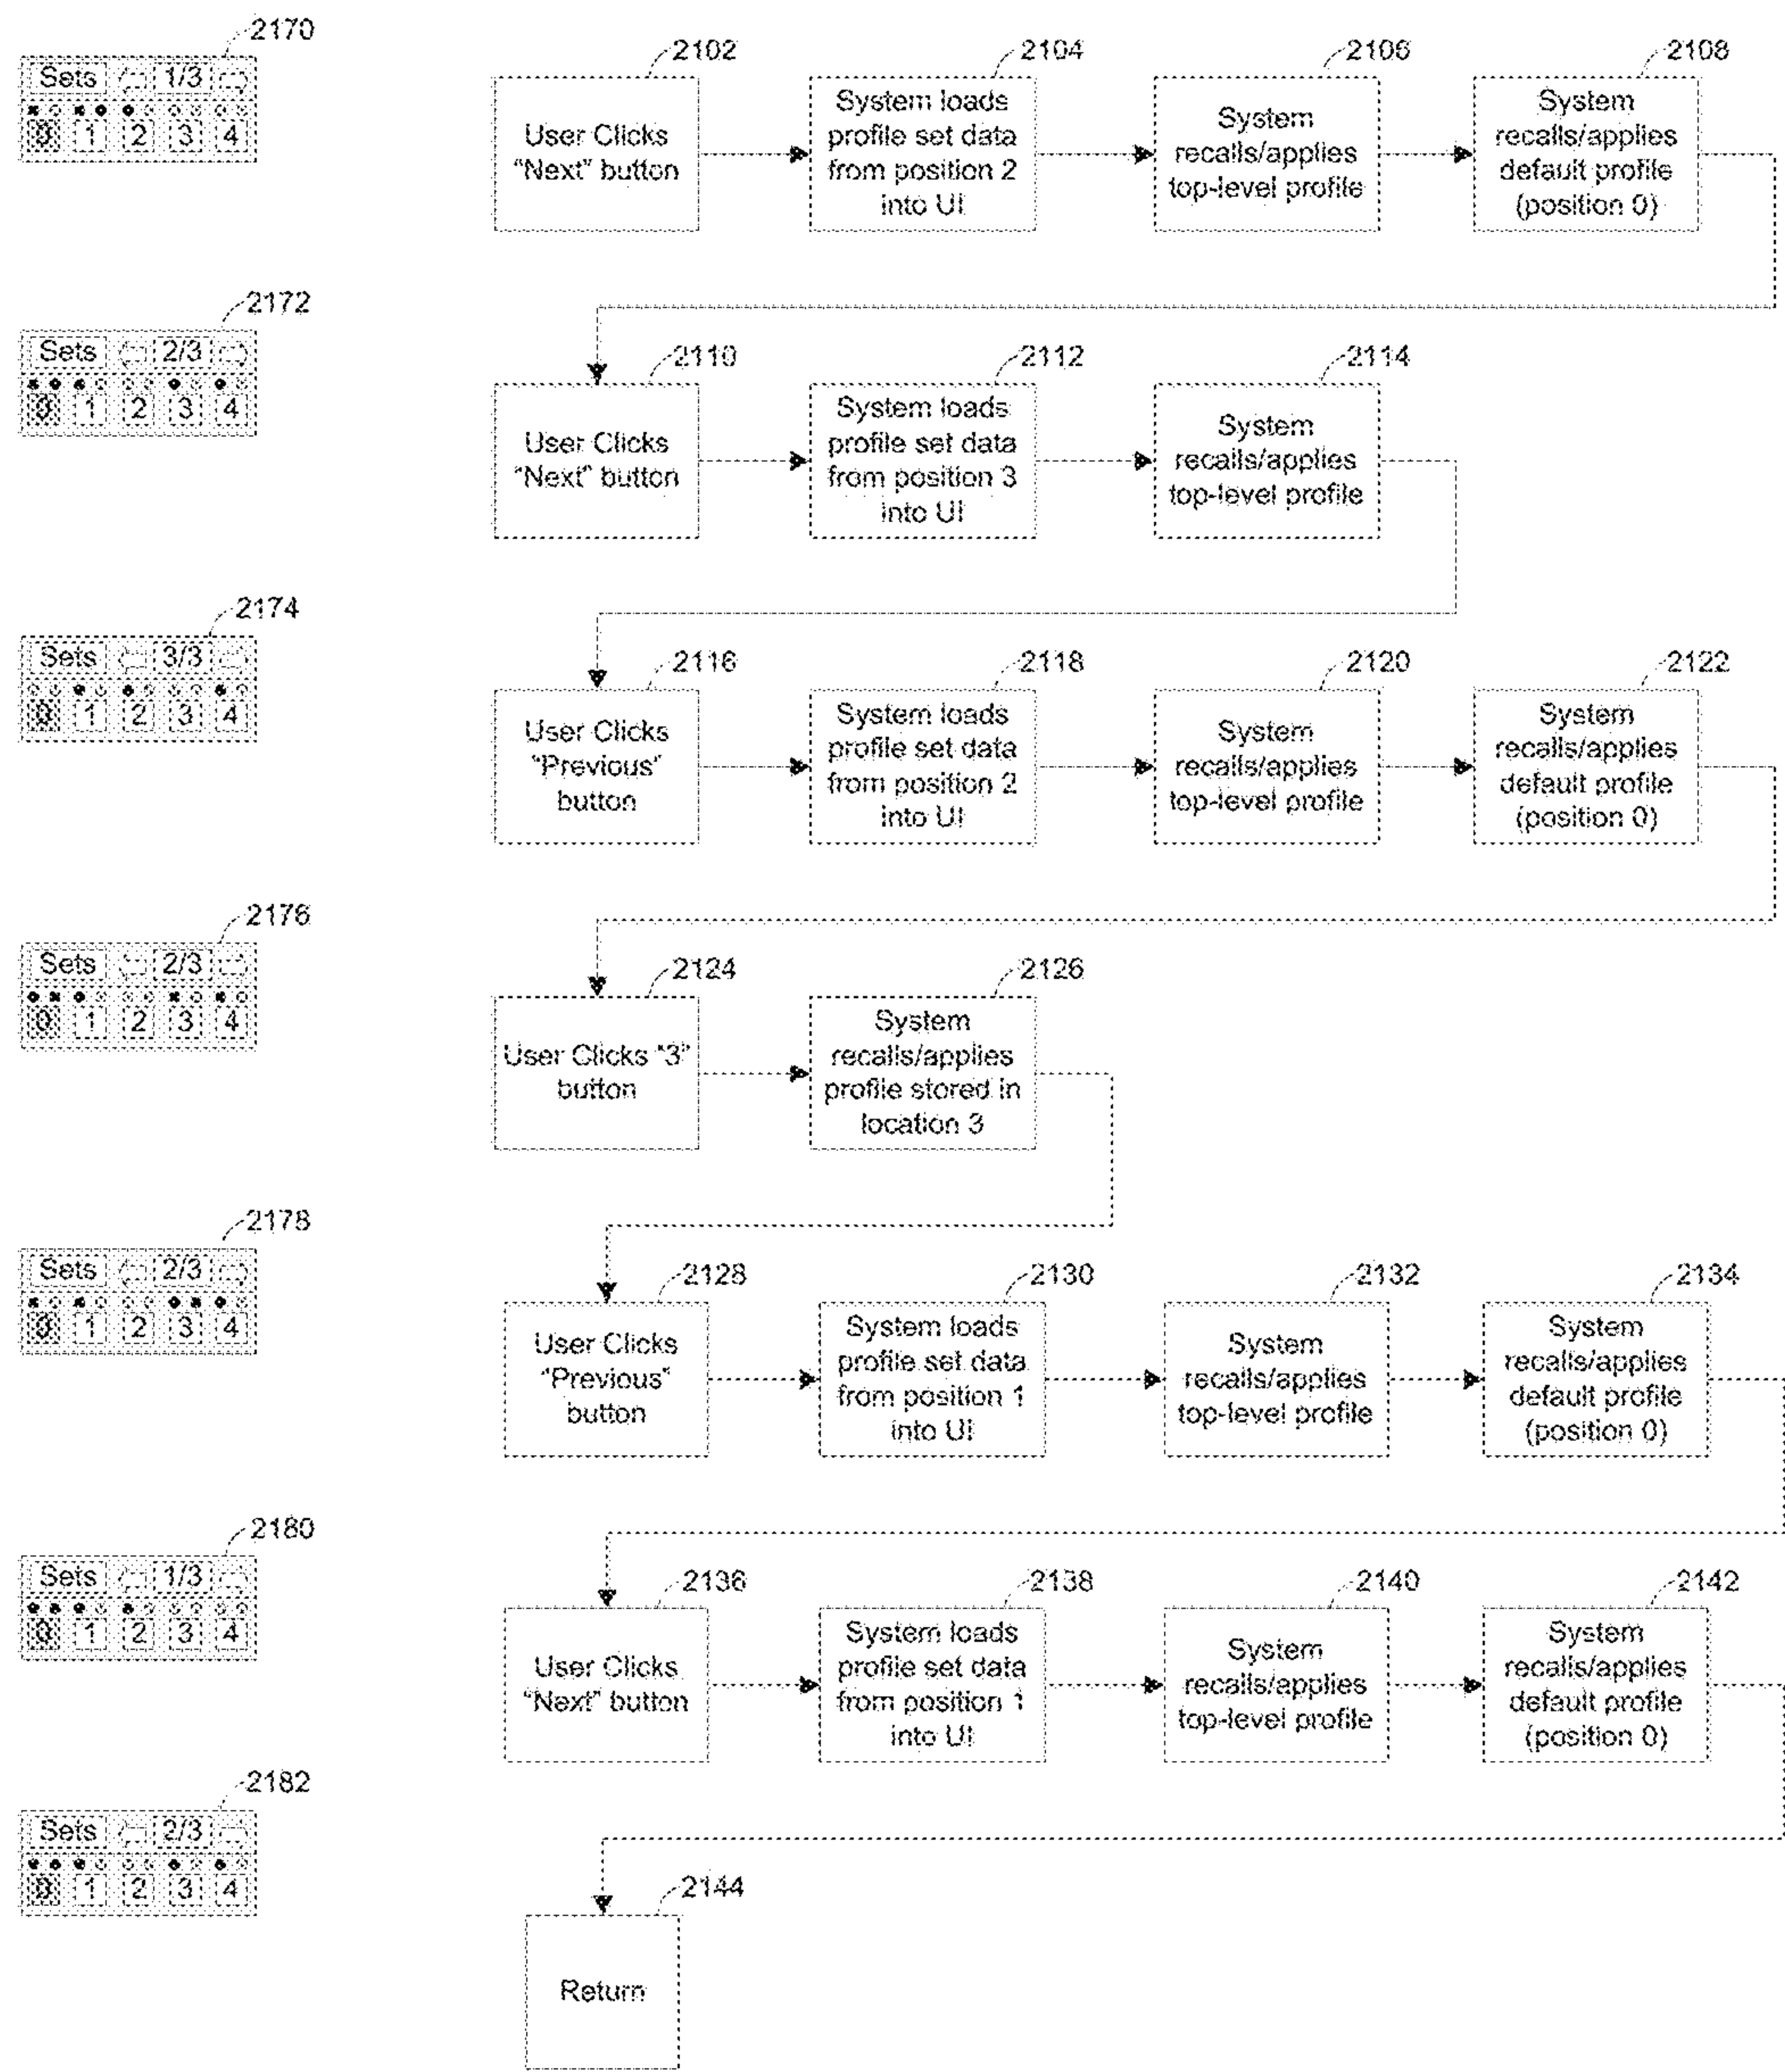 2170
Sets 1/3
0 1 2 3 4
2102
User Clicks
"Next" button
2104
System loads
profile set data
from position 2
into UI
2106
System
recalls/applies
top-level profile
2108
System
recalls/applies
default profile
(position 0)
2172
Sets 2/3
0 1 2 3 4
2110
User Clicks
"Next" button
2112
System loads
profile set data
from position 3
into UI
2114
System
recalls/applies
top-level profile
2174
Sets 3/3
0 1 2 3 4
2116
User Clicks
"Previous"
button
2118
System loads
profile set data
from position 2
into UI
2120
System
recalls/applies
top-level profile
2122
System
recalls/applies
default profile
(position 0)
2176
Sets 2/3
0 1 2 3 4
2124
User Clicks "3"
button
2126
System
recalls/applies
profile stored in
location 3
2178
Sets 2/3
0 1 2 3 4
2128
User Clicks
"Previous"
button
2130
System loads
profile set data
from position 1
into UI
2132
System
recalls/applies
top-level profile
2134
System
recalls/applies
default profile
(position 0)
2180
Sets 1/3
0 1 2 3 4
2136
User Clicks
"Next" button
2138
System loads
profile set data
from position 1
into UI
2140
System
recalls/applies
top-level profile
2142
System
recalls/applies
default profile
(position 0)
2182
Sets 2/3
0 1 2 3 4
2144
Return